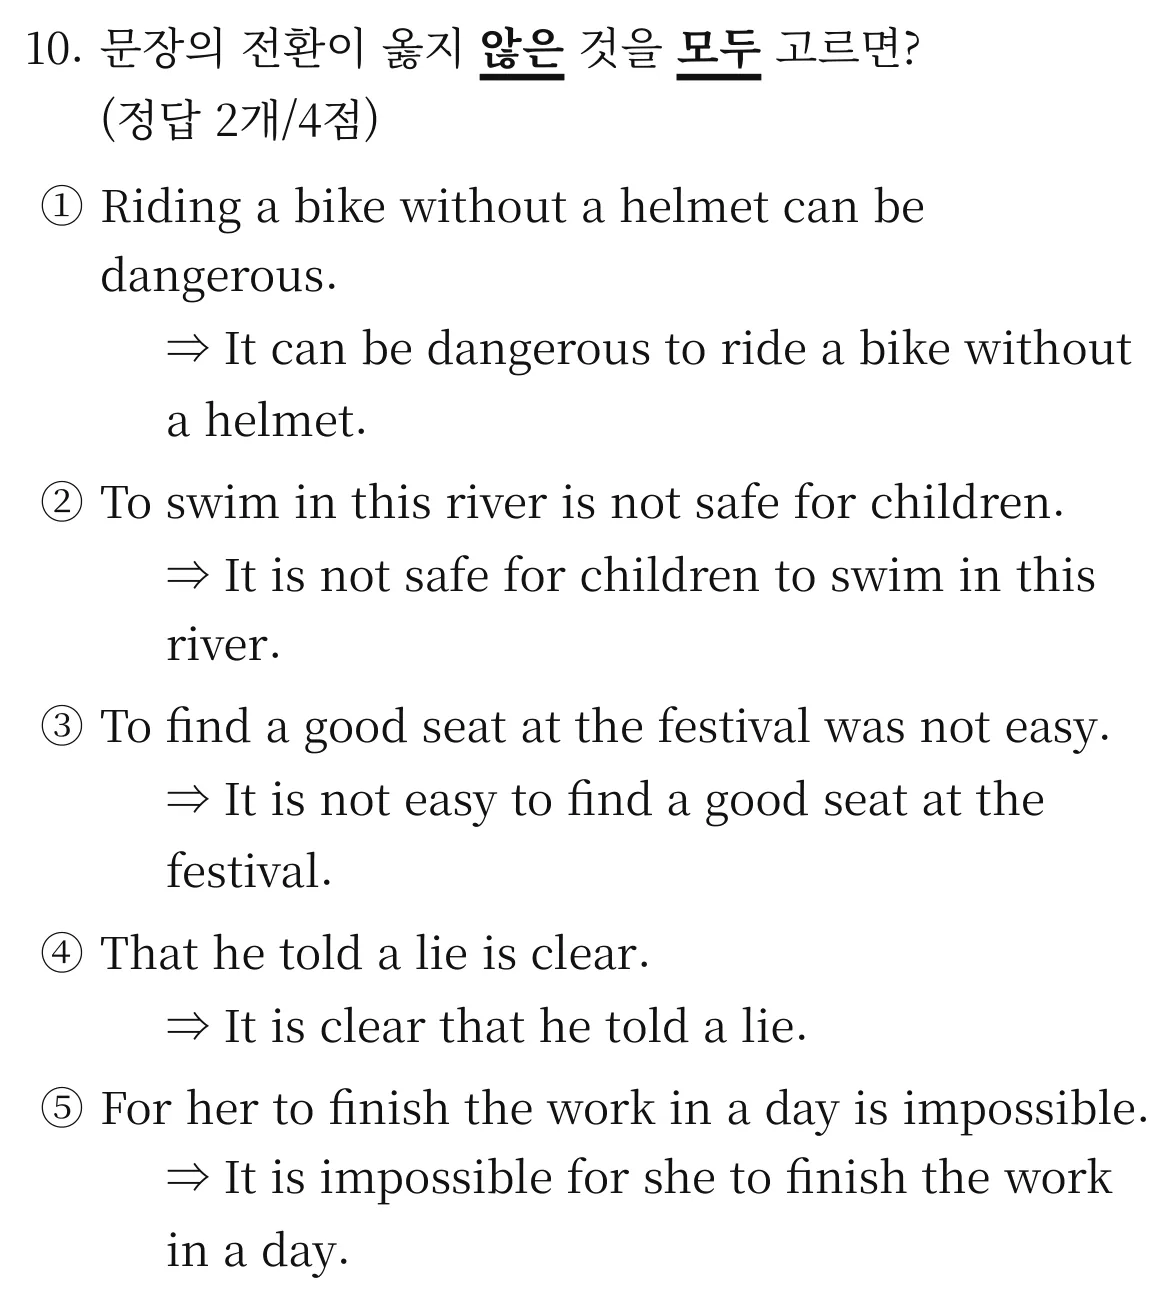 10. 문장의 전환이 옳지 않은 것을 모두 고르면?
(정답 2개/4점)
① Riding a bike without a helmet can be
dangerous.
⇒ It can be dangerous to ride a bike without
a helmet.
② To swim in this river is not safe for children.
⇒ It is not safe for children to swim in this
river.
③ To find a good seat at the festival was not easy.
⇒ It is not easy to find a good seat at the
festival.
④ That he told a lie is clear.
⇒ It is clear that he told a lie.
⑤ For her to finish the work in a day is impossible.
⇒ It is impossible for she to finish the work
in a day.